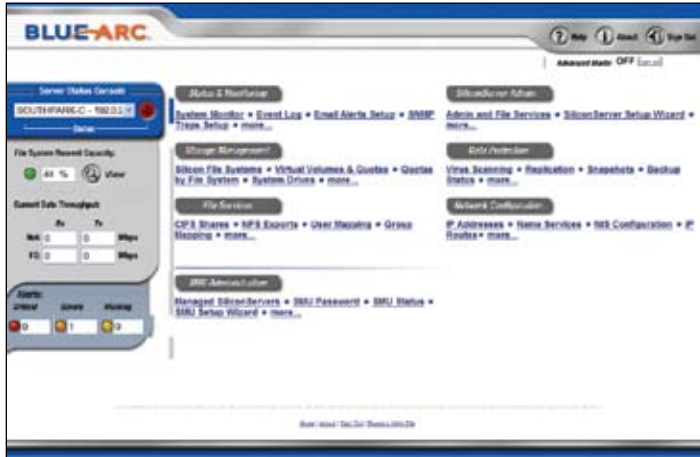 BLUEARC
Help About Sign Out
Advanced Mode: OFF
Server Status Console
SOUTHPARK-C - 192.0.2
Status
File System Percent Capacity:
44 % View
Current Data Throughput:
Rx Tx
Net: 0 0 Mbps
FC: 0 0 Mbps
Alerts:
Critical Severe Warning
0 1 0
Status & Monitoring
System Monitor • Event Log • Email Alerts Setup • SNMP
Traps Setup • more...
SiliconServer Admin
Admin and File Services • SiliconServer Setup Wizard •
more...
Storage Management
Silicon File Systems • Virtual Volumes & Quotas • Quotas
by File System • System Drives • more...
Data Protection
Virus Scanning • Replication • Snapshots • Backup
Status • more...
File Services
CIFS Shares • NFS Exports • User Mapping • Group
Mapping • more...
Network Configuration
IP Addresses • Name Services • NIS Configuration • IP
Routes • more...
SMU Administration
Managed SiliconServers • SMU Password • SMU Status •
SMU Setup Wizard • more...
Home | About | Sign Out |